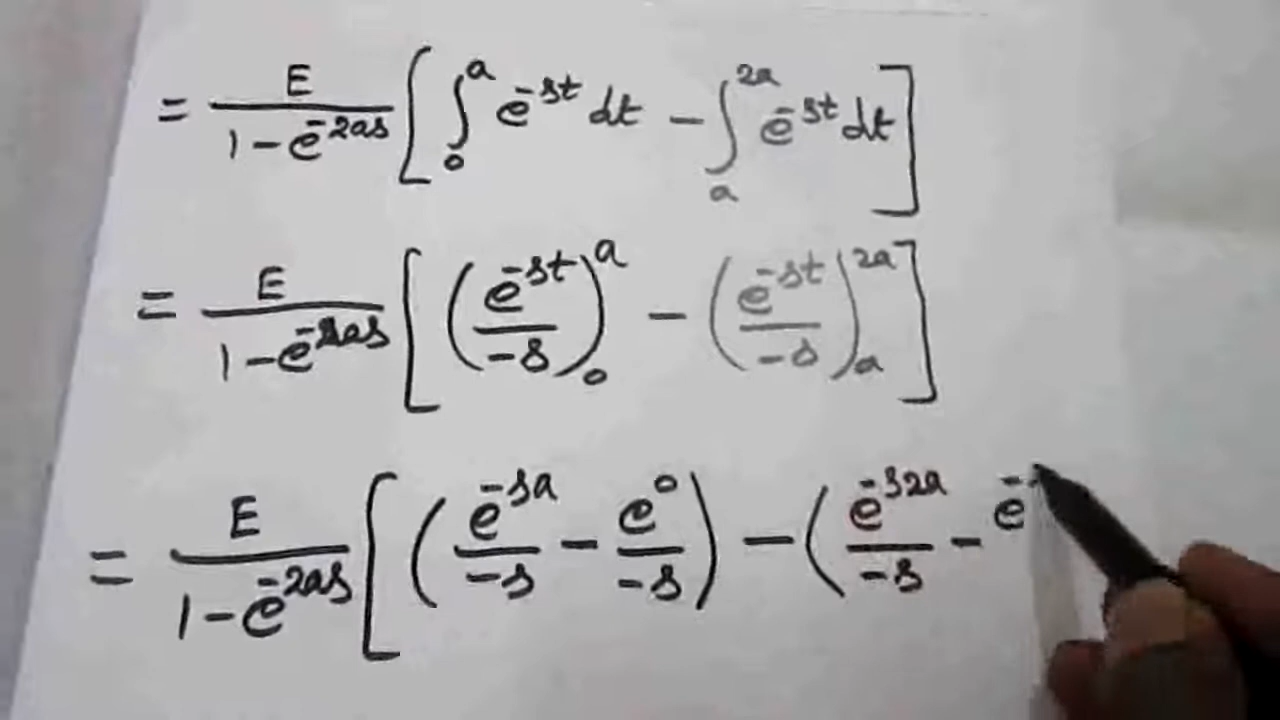 = E / (1 - e^{-2as}) [ ∫_0^a e^{-st} dt - ∫_a^{2a} e^{-st} dt ]
= E / (1 - e^{-2as}) [ (e^{-st} / -s)_0^a - (e^{-st} / -s)_a^{2a} ]
= E / (1 - e^{-2as}) [ (e^{-sa} / -s - e^0 / -s) - (e^{-s2a} / -s - e^-